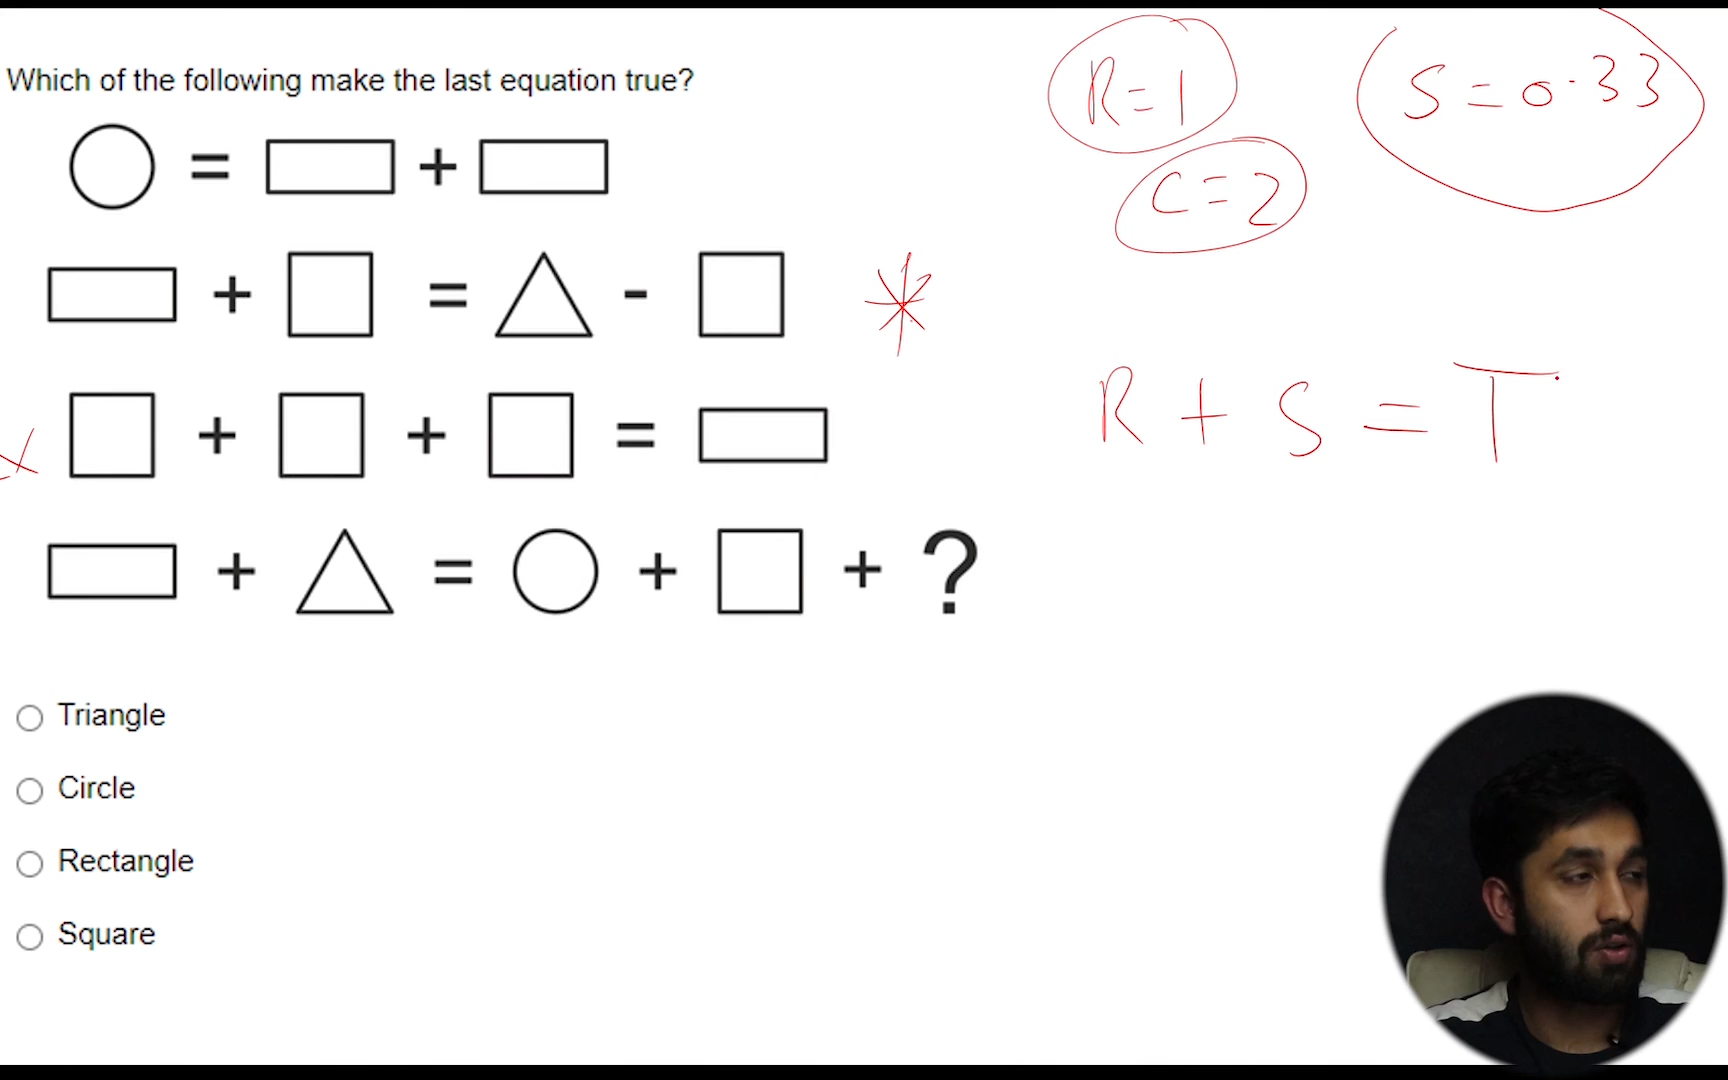 Which of the following make the last equation true?
= +
+ = -
+ + =
+ = + + ?
Triangle
Circle
Rectangle
Square
R=1
C=2
S=0.33
R+S=T